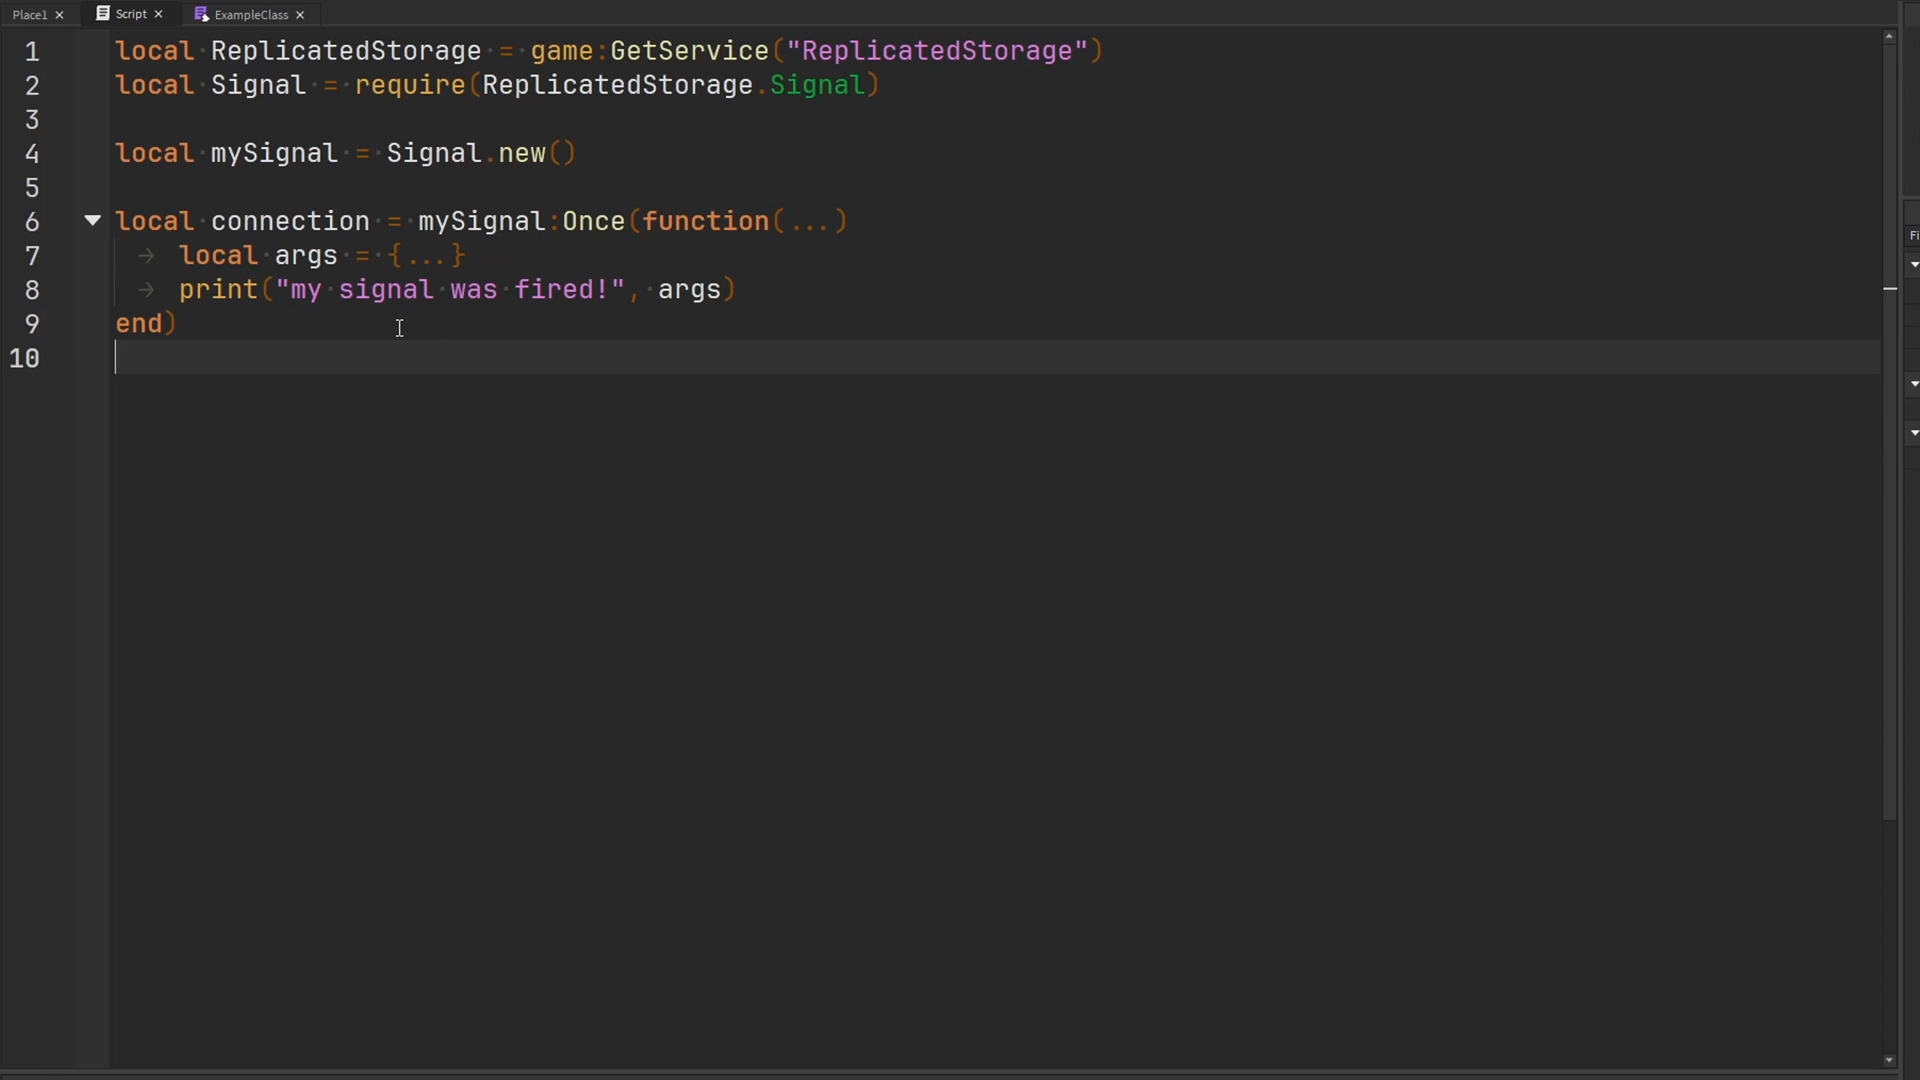 Place1 Script ExampleClass
1 local ReplicatedStorage = game:GetService("ReplicatedStorage")
2 local Signal = require(ReplicatedStorage.Signal)
3
4 local mySignal = Signal.new()
5
6 local connection = mySignal:Once(function(...)
7 local args = {...}
8 print("my signal was fired!", args)
9 end)
10
Fi